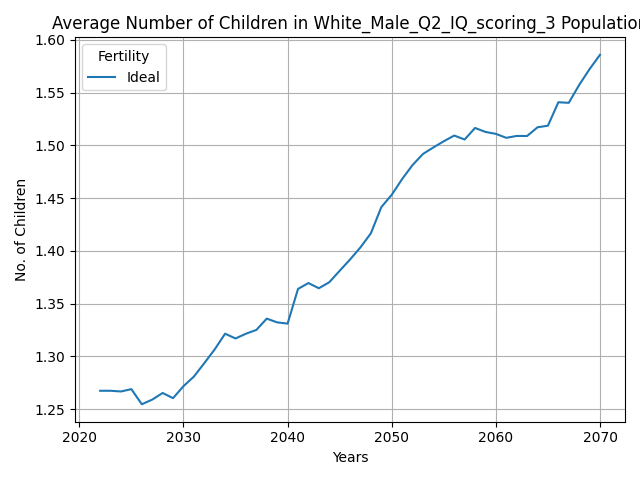 Average Number of Children in White_Male_Q2_IQ_scoring_3 Population
Fertility
Ideal
No. of Children
1.60
1.55
1.50
1.45
1.40
1.35
1.30
1.25
2020
2030
2040
2050
2060
2070
Years